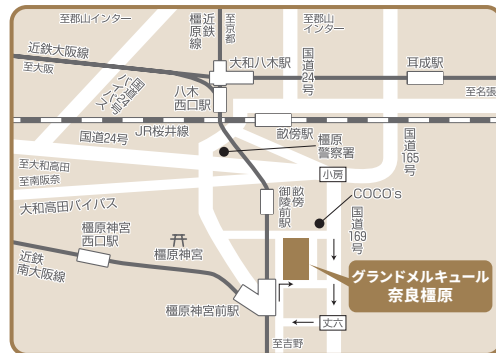 至郡山インター
近鉄
橿原線
至京都
至郡山
インター
近鉄大阪線
至大阪
国道24号
バイパス
大和八木駅
国道24号
耳成駅
至名張
八木
西口駅
JR桜井線
畝傍駅
国道24号
橿原
警察署
国道165号
至大和高田
至南阪奈
小房
大和高田バイパス
畝傍
御陵前駅
COCO's
国道169号
橿原神宮
西口駅
橿原神宮
近鉄
南大阪線
グランドメルキュール
奈良橿原
橿原神宮前駅
丈六
至吉野